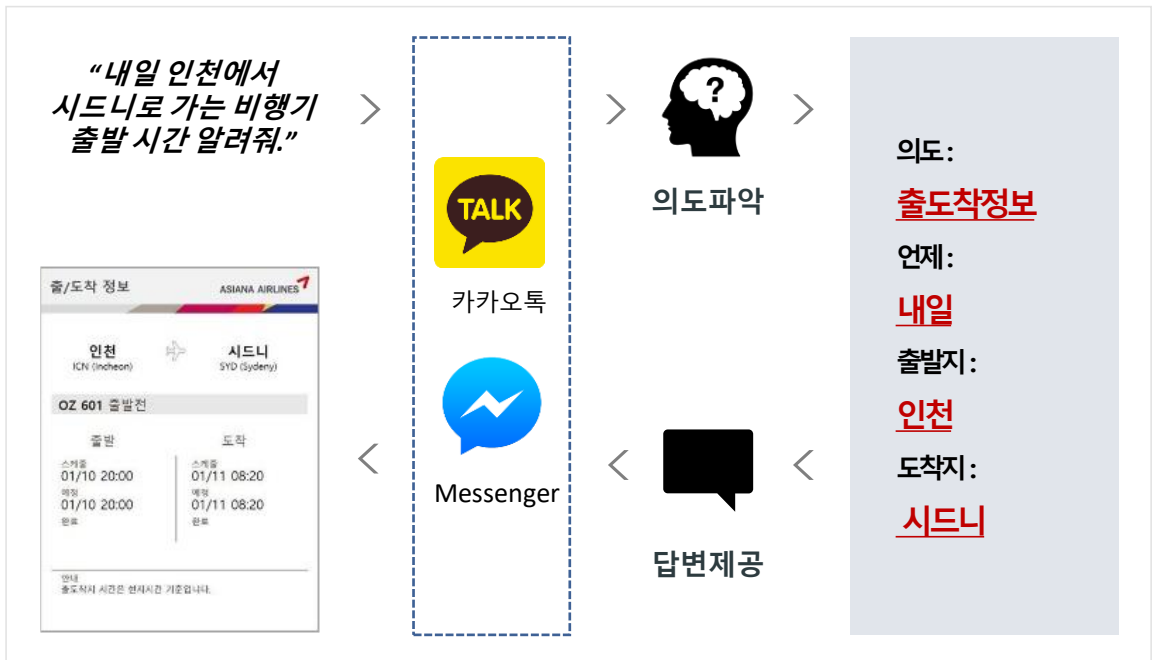 “내일 인천에서
시드니로 가는 비행기
출발 시간 알려줘.”
TALK
카카오톡
Messenger
?
의도파악
답변제공
의도:
출도착정보
언제:
내일
출발지:
인천
도착지:
시드니
출/도착 정보
ASIANA AIRLINES
인천
시드니
ICN (Incheon)
SYD (Sydeny)
OZ 601 출발전
출발
도착
스케줄
스케줄
01/10 20:00
01/11 08:20
예정
예정
01/10 20:00
01/11 08:20
완료
완료
안내
출도착지 시간은 현지시간 기준입니다.